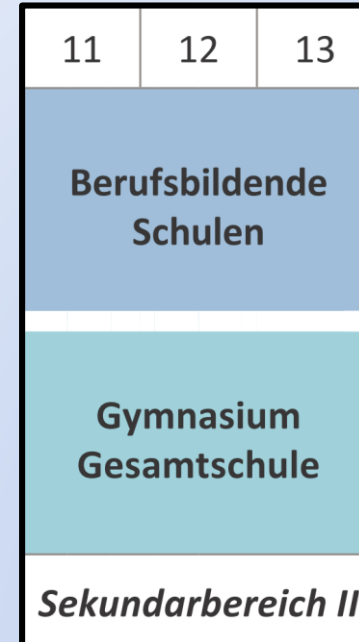 11 12 13
Berufsbildende
Schulen
Gymnasium
Gesamtschule
Sekundarbereich II